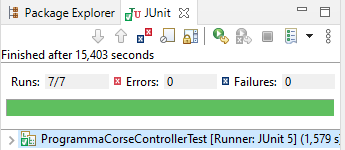 Package Explorer JUnit
Finished after 15,403 seconds
Runs: 7/7 Errors: 0 Failures: 0
ProgrammaCorseControllerTest [Runner: JUnit 5] (1,579 s)